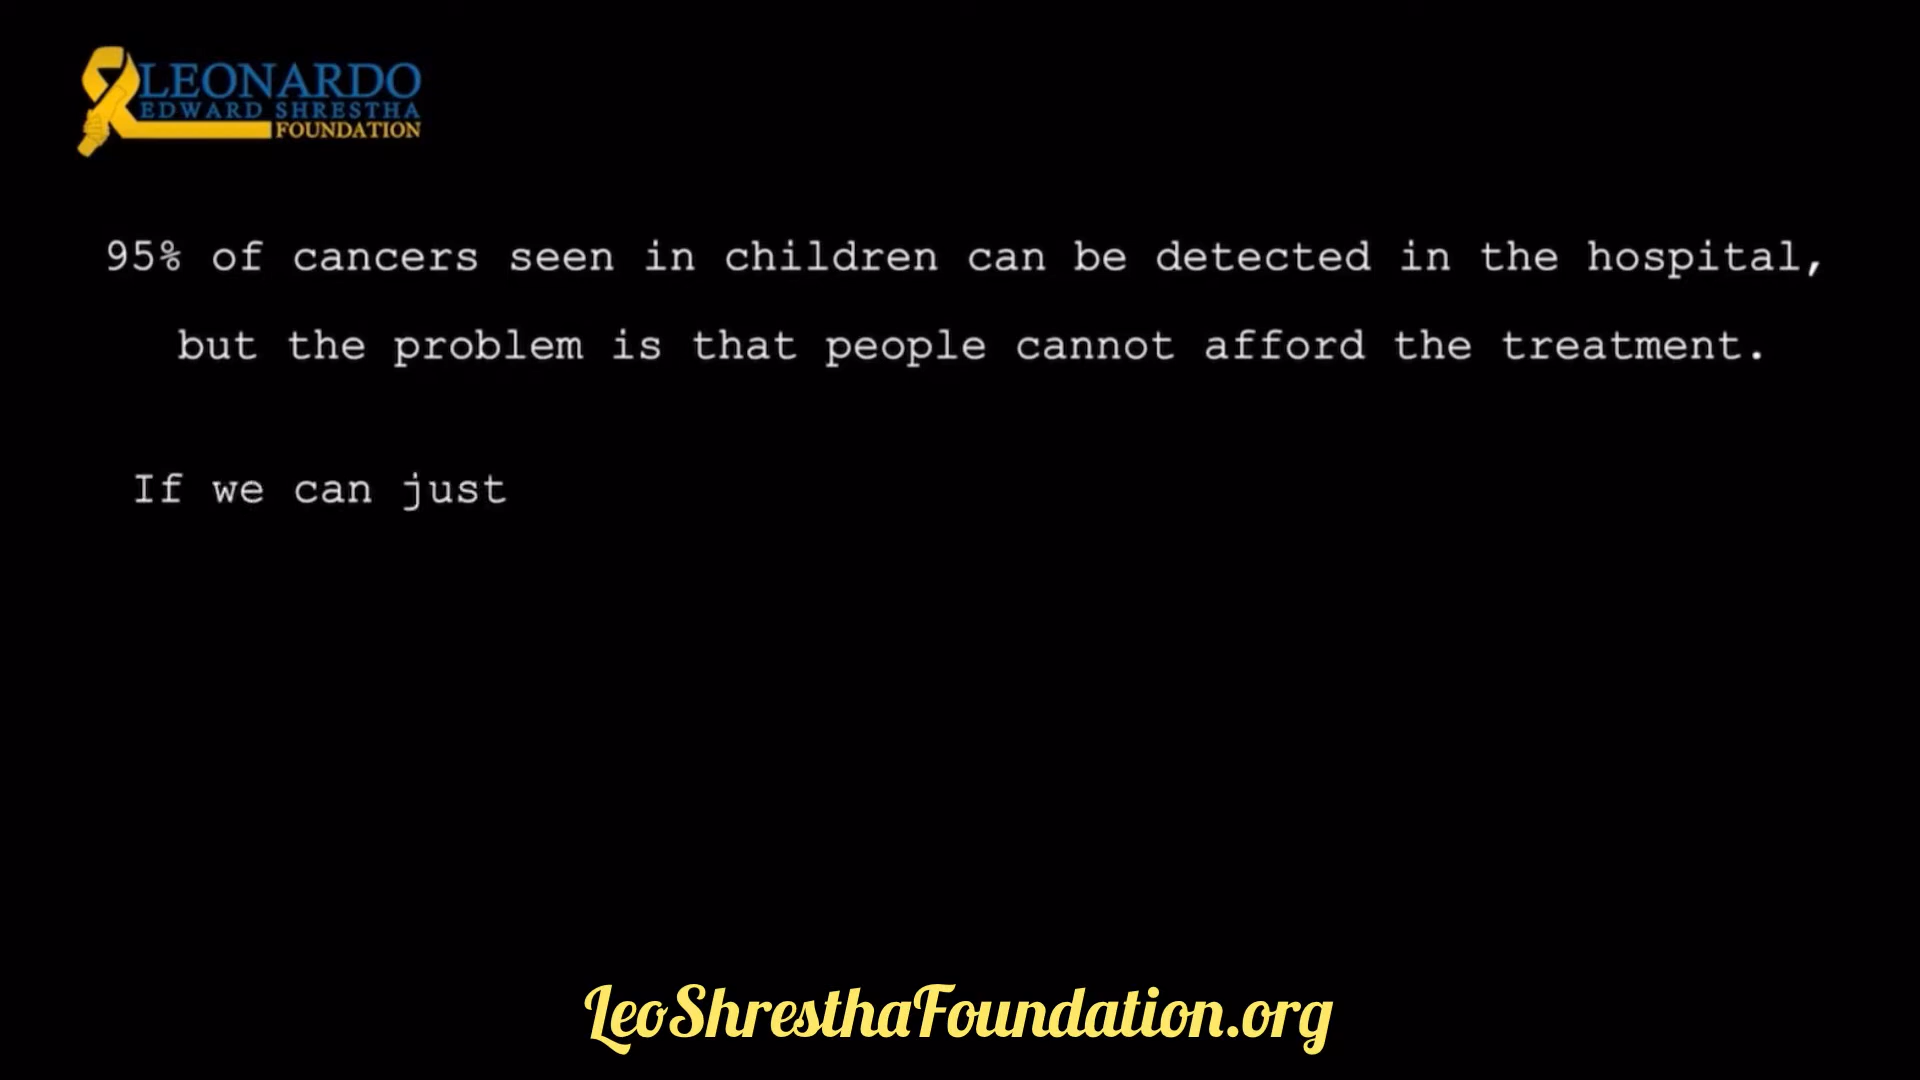 LEONARDO
EDWARD SHRESTHA
FOUNDATION
95% of cancers seen in children can be detected in the hospital,
but the problem is that people cannot afford the treatment.
If we can just
LeoShresthaFoundation.org